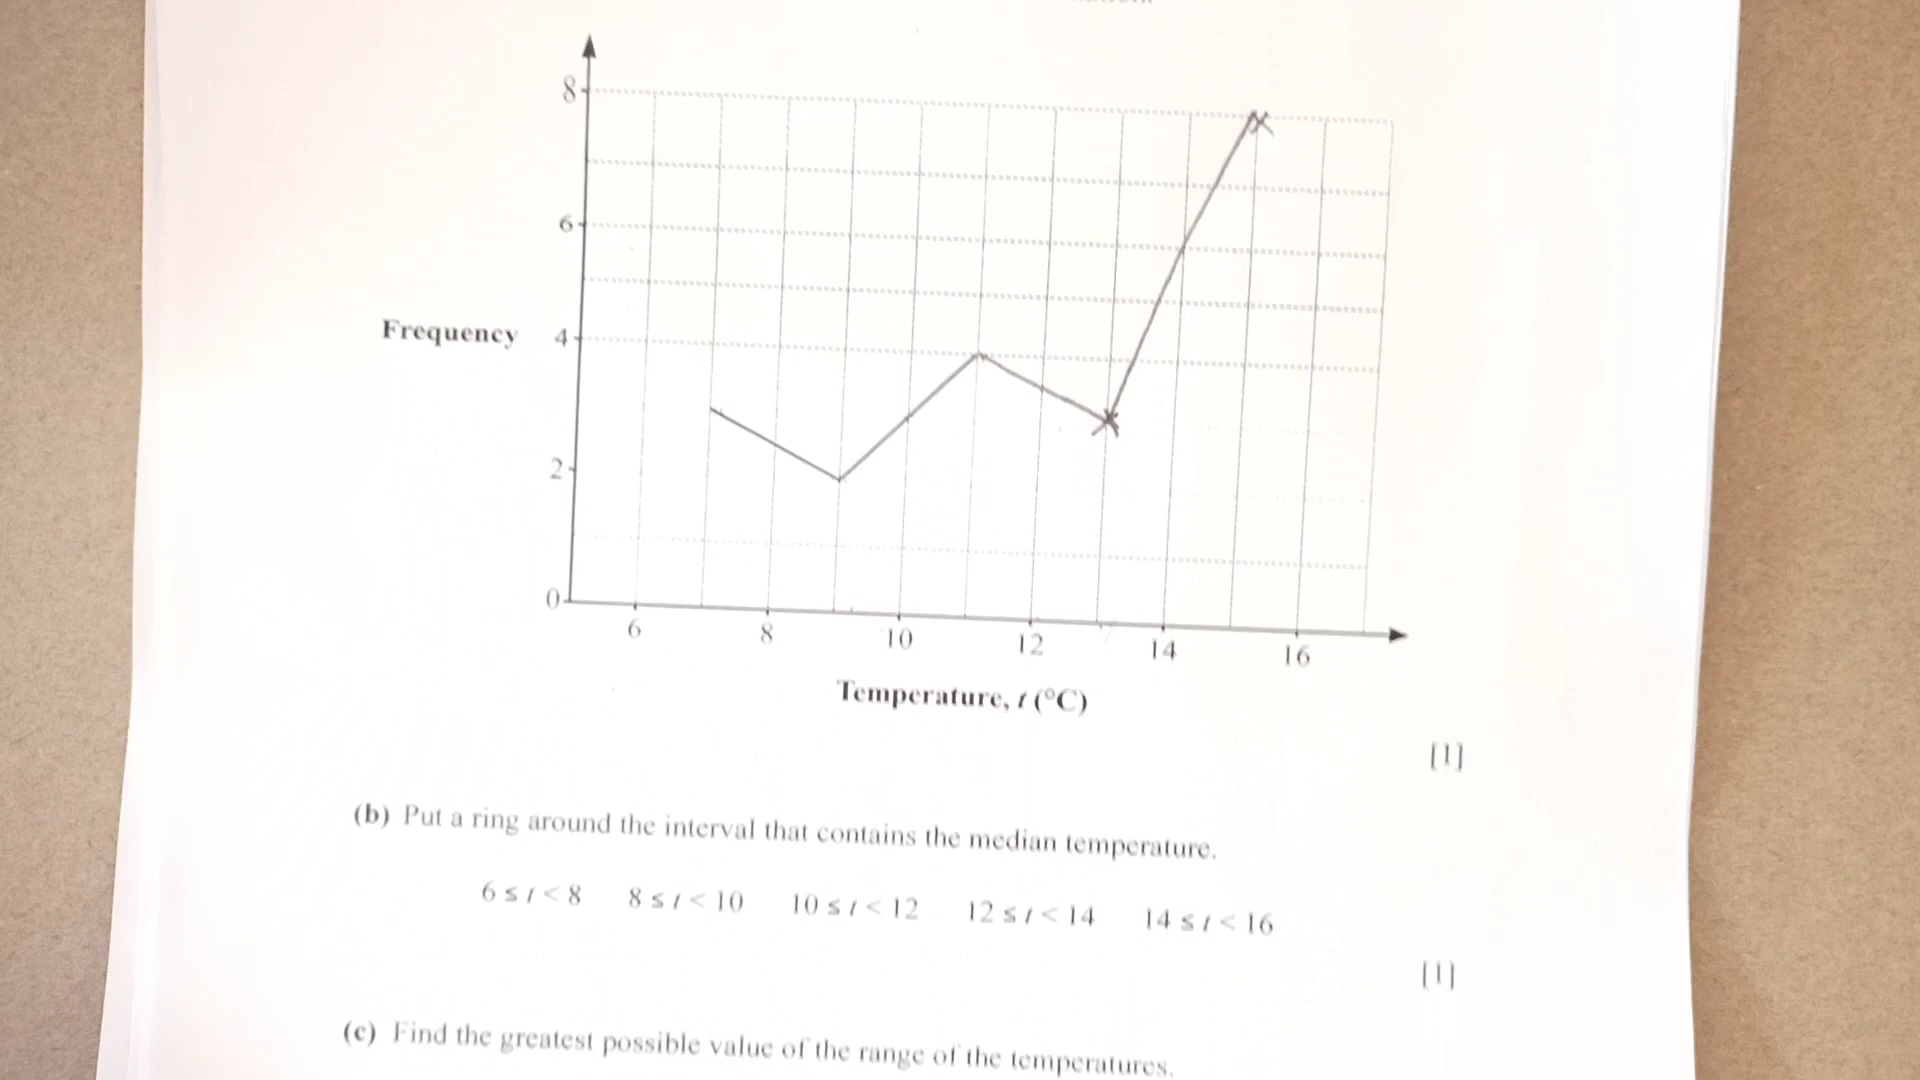 8
6
Frequency 4
2
0
6 8 10 12 14 16
Temperature, t (°C)
[1]
(b) Put a ring around the interval that contains the median temperature.
6 ≤ t < 8 8 ≤ t < 10 10 ≤ t < 12 12 ≤ t < 14 14 ≤ t < 16
[1]
(c) Find the greatest possible value of the range of the temperatures.